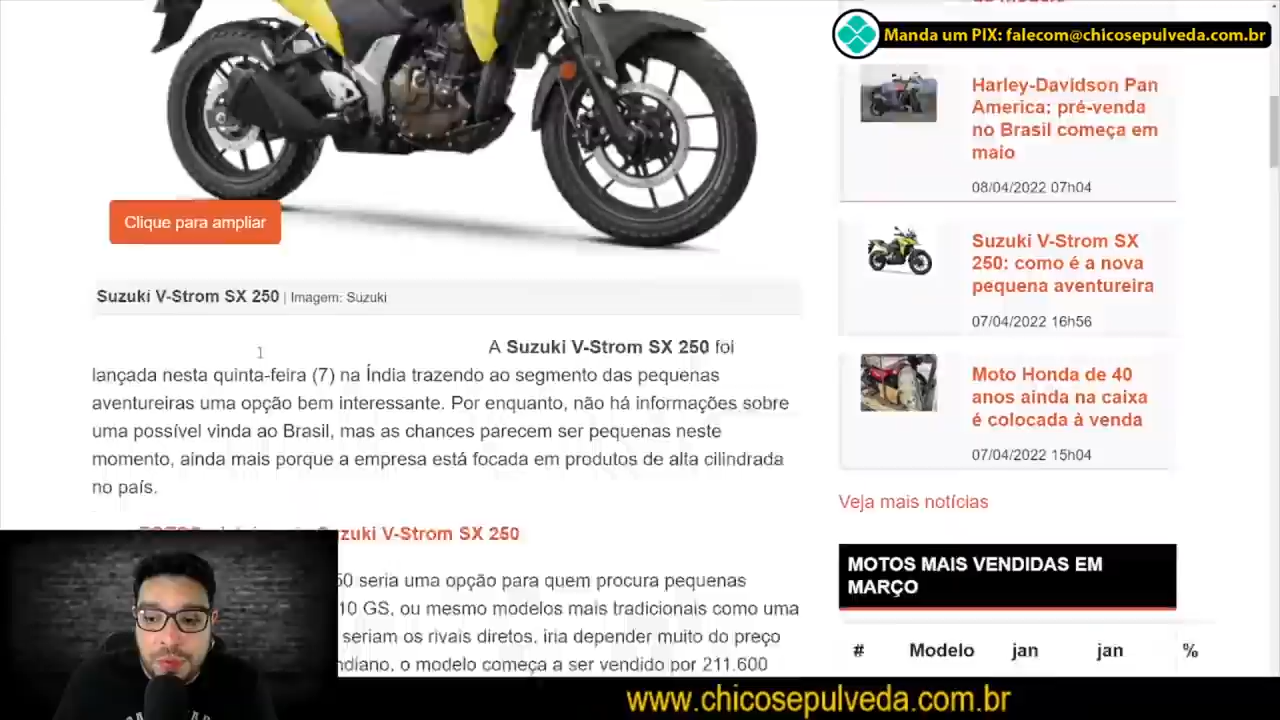 Manda um PIX: falecom@chicosepulveda.com.br
Harley-Davidson Pan
America: pré-venda
no Brasil começa em
maio
08/04/2022 07h04
Clique para ampliar
Suzuki V-Strom SX
250: como é a nova
pequena aventureira
07/04/2022 16h56
Suzuki V-Strom SX 250 | Imagem: Suzuki
A Suzuki V-Strom SX 250 foi
lançada nesta quinta-feira (7) na Índia trazendo ao segmento das pequenas
aventureiras uma opção bem interessante. Por enquanto, não há informações sobre
uma possível vinda ao Brasil, mas as chances parecem ser pequenas neste
momento, ainda mais porque a empresa está focada em produtos de alta cilindrada
no país.
Moto Honda de 40
anos ainda na caixa
é colocada à venda
07/04/2022 15h04
Veja mais notícias
zuki V-Strom SX 250
50 seria uma opção para quem procura pequenas
10 GS, ou mesmo modelos mais tradicionais como uma
seriam os rivais diretos, iria depender muito do preço
ndiano, o modelo começa a ser vendido por 211.600
MOTOS MAIS VENDIDAS EM
MARÇO
# Modelo jan jan %
www.chicosepulveda.com.br